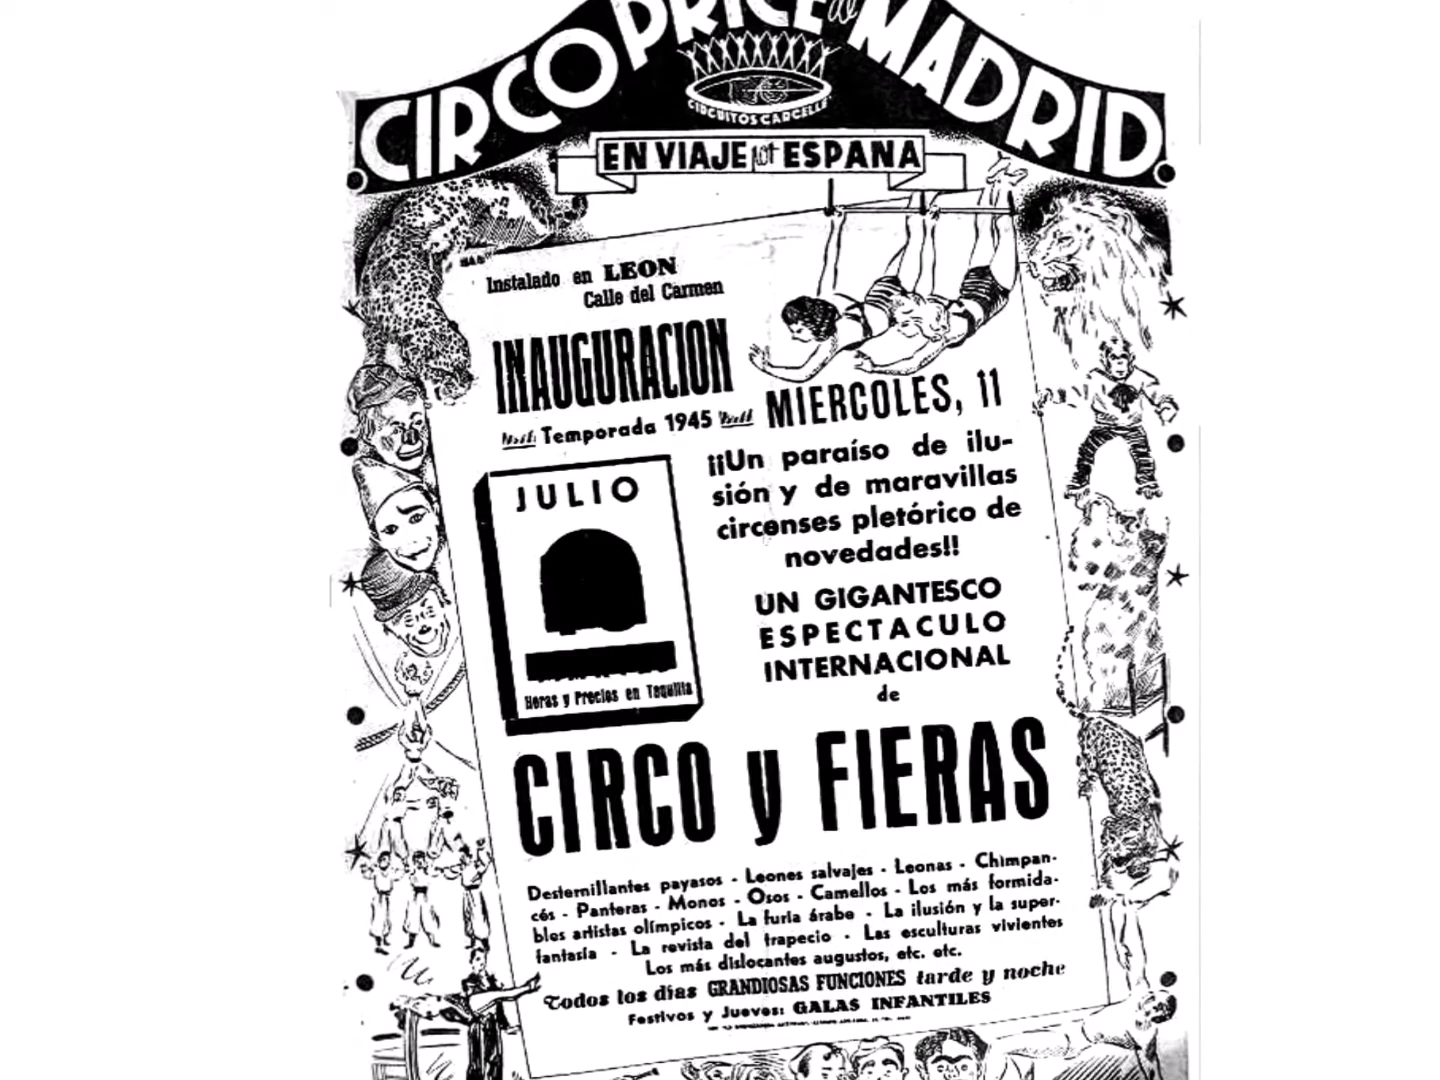 CIRCO PRICE de MADRID
CIRCUITOS CARCELLE
EN VIAJE por ESPAÑA
Instalado en LEON
Calle del Carmen
INAUGURACION
Temporada 1945
MIERCOLES, 11
JULIO
Horas y Precios en Taquilla
¡¡Un paraíso de ilu-
sión y de maravillas
circenses pletórico de
novedades!!
UN GIGANTESCO
ESPECTACULO
INTERNACIONAL
de
CIRCO y FIERAS
Desternillantes payasos - Leones salvajes - Leonas - Chimpan-
cés - Panteras - Monos - Osos - Camellos - Los más formida-
bles artistas olímpicos - La furia árabe - La ilusión y la super-
fantasía - La revista del trapecio - Las esculturas vivientes
Los más dislocantes augustos, etc. etc.
Todos los días GRANDIOSAS FUNCIONES tarde y noche
Festivos y Jueves: GALAS INFANTILES